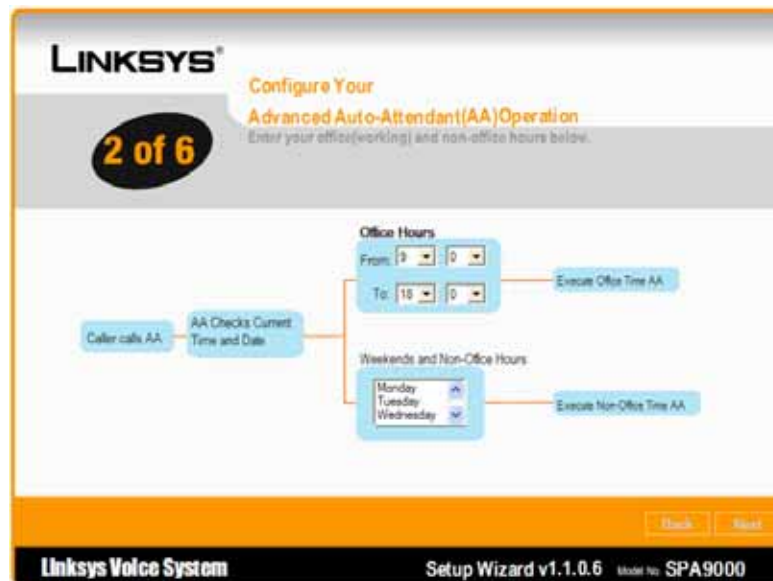 LINKSYS®
Configure Your
Advanced Auto-Attendant(AA)Operation
2 of 6
Enter your office(working) and non-office hours below.
Office Hours
From: 9 : 0
To: 18 : 0
Execute Office Time AA
Caller calls AA
AA Checks Current
Time and Date
Weekends and Non-Office Hours
Monday
Tuesday
Wednesday
Execute Non-Office Time AA
Back
Next
Linksys Voice System
Setup Wizard v1.1.0.6 Model No. SPA9000